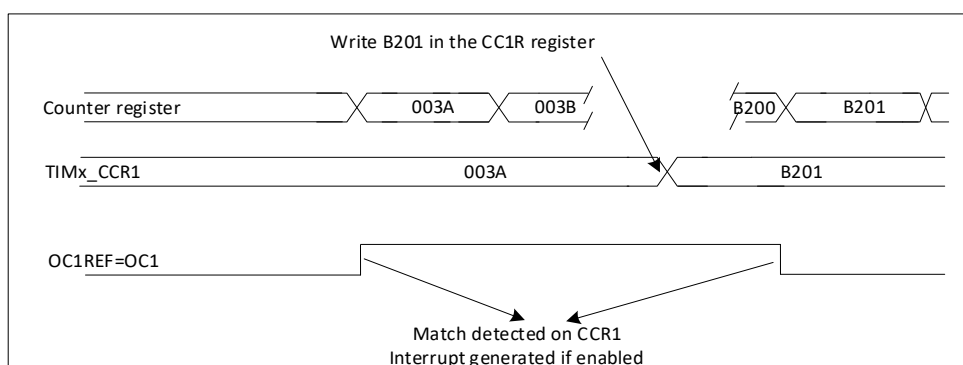 Write B201 in the CC1R register
Counter register 003A 003B B200 B201
TIMx_CCR1 003A B201
OC1REF=OC1
Match detected on CCR1
Interrupt generated if enabled